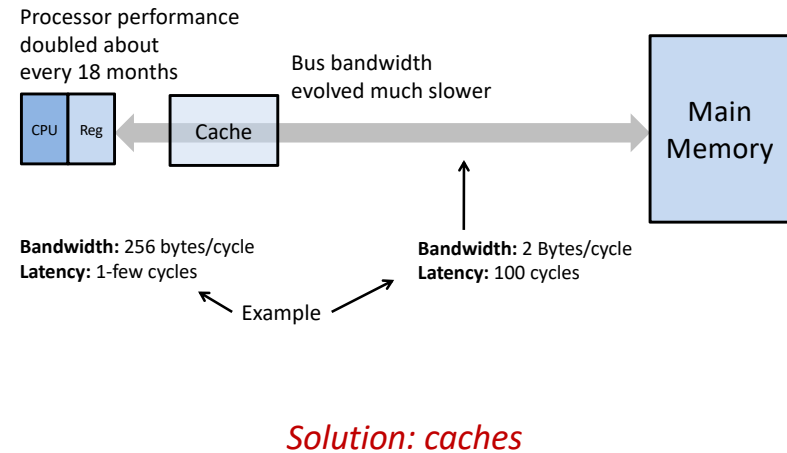 Processor performance
doubled about
every 18 months
Bus bandwidth
evolved much slower
CPU
Reg
Cache
Main
Memory
Bandwidth: 256 bytes/cycle
Latency: 1-few cycles
Bandwidth: 2 Bytes/cycle
Latency: 100 cycles
Example
Solution: caches